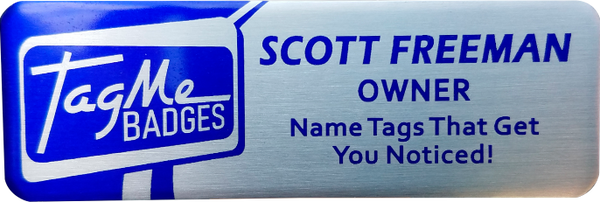 TagMe
BADGES
SCOTT FREEMAN
OWNER
Name Tags That Get
You Noticed!